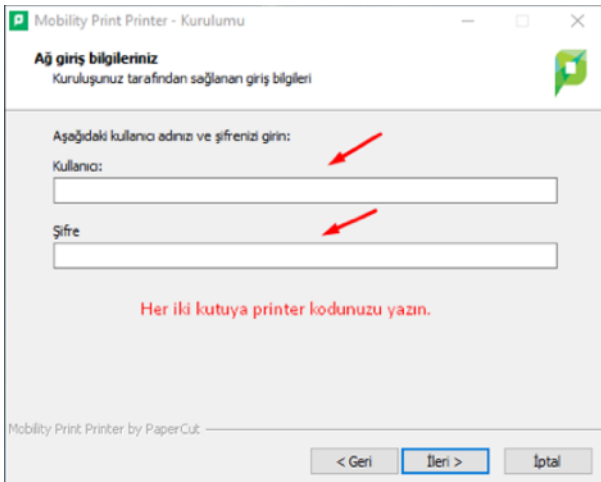 Mobility Print Printer - Kurulumu
Ağ giriş bilgileriniz
Kuruluşunuz tarafından sağlanan giriş bilgileri
Aşağıdaki kullanıcı adınızı ve şifrenizi girin:
Kullanıcı:
Şifre
Her iki kutuya printer kodunuzu yazın.
Mobility Print Printer by PaperCut
< Geri
İleri >
İptal